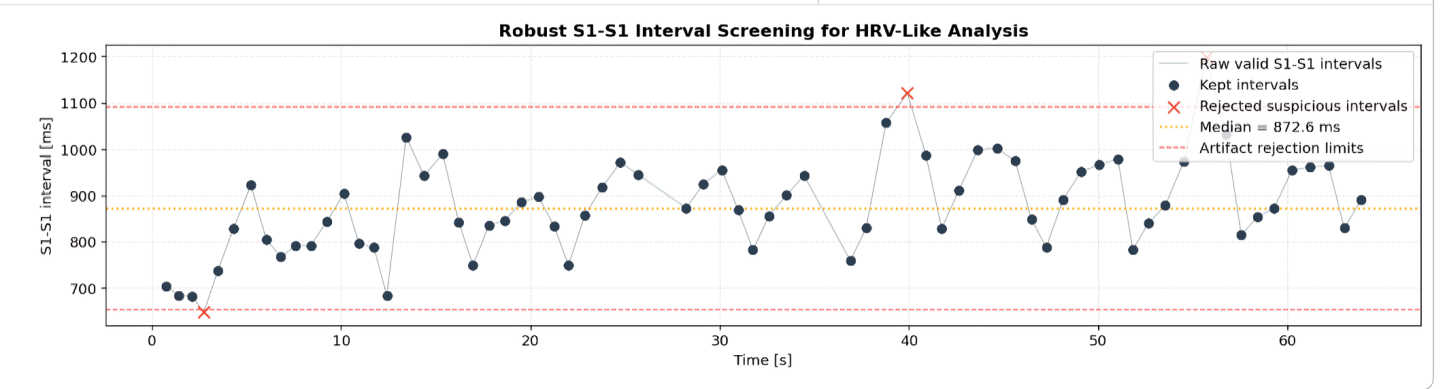 Robust S1-S1 Interval Screening for HRV-Like Analysis
S1-S1 interval [ms]
1200
1100
1000
900
800
700
Raw valid S1-S1 intervals
Kept intervals
Rejected suspicious intervals
Median = 872.6 ms
Artifact rejection limits
0 10 20 30 40 50 60
Time [s]